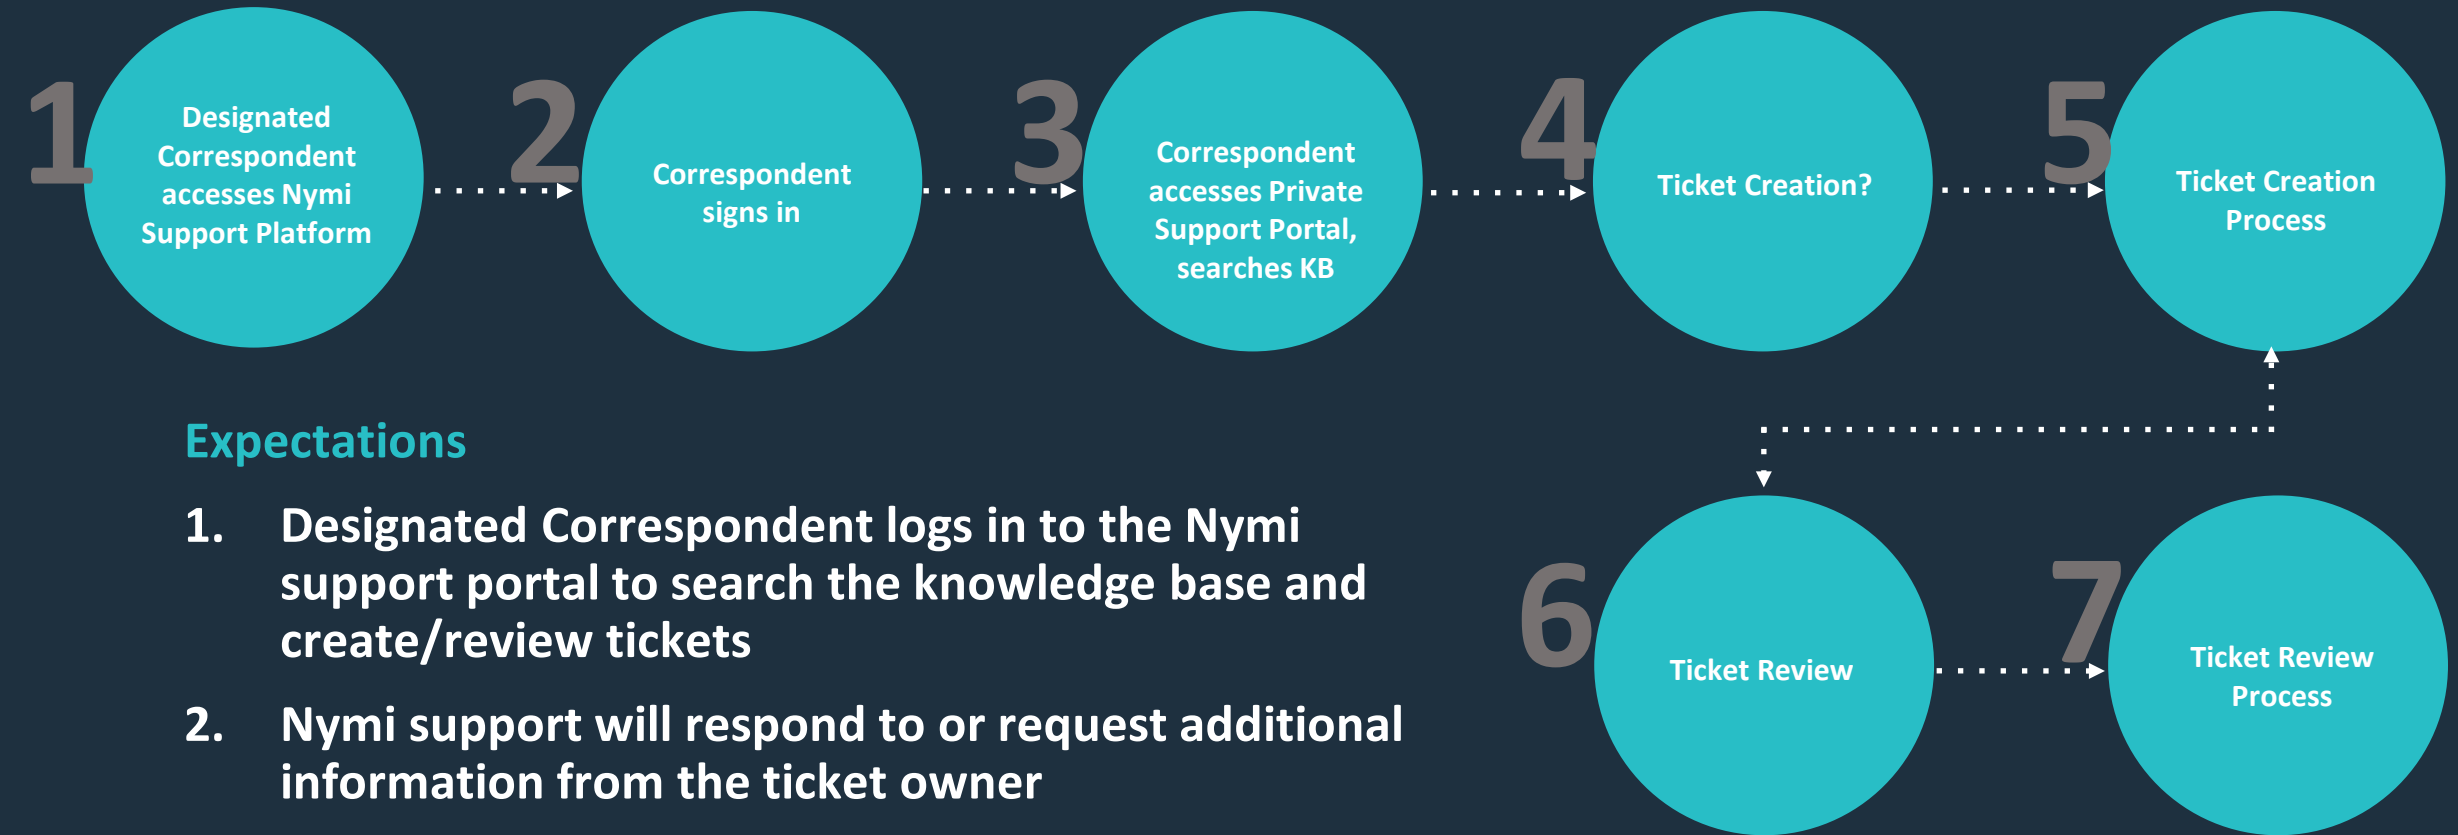 1
Designated
Correspondent
accesses Nymi
Support Platform
2
Correspondent
signs in
3
Correspondent
accesses Private
Support Portal,
searches KB
4
Ticket Creation?
5
Ticket Creation
Process
Expectations
1. Designated Correspondent logs in to the Nymi
support portal to search the knowledge base and
create/review tickets
2. Nymi support will respond to or request additional
information from the ticket owner
6
Ticket Review
7
Ticket Review
Process